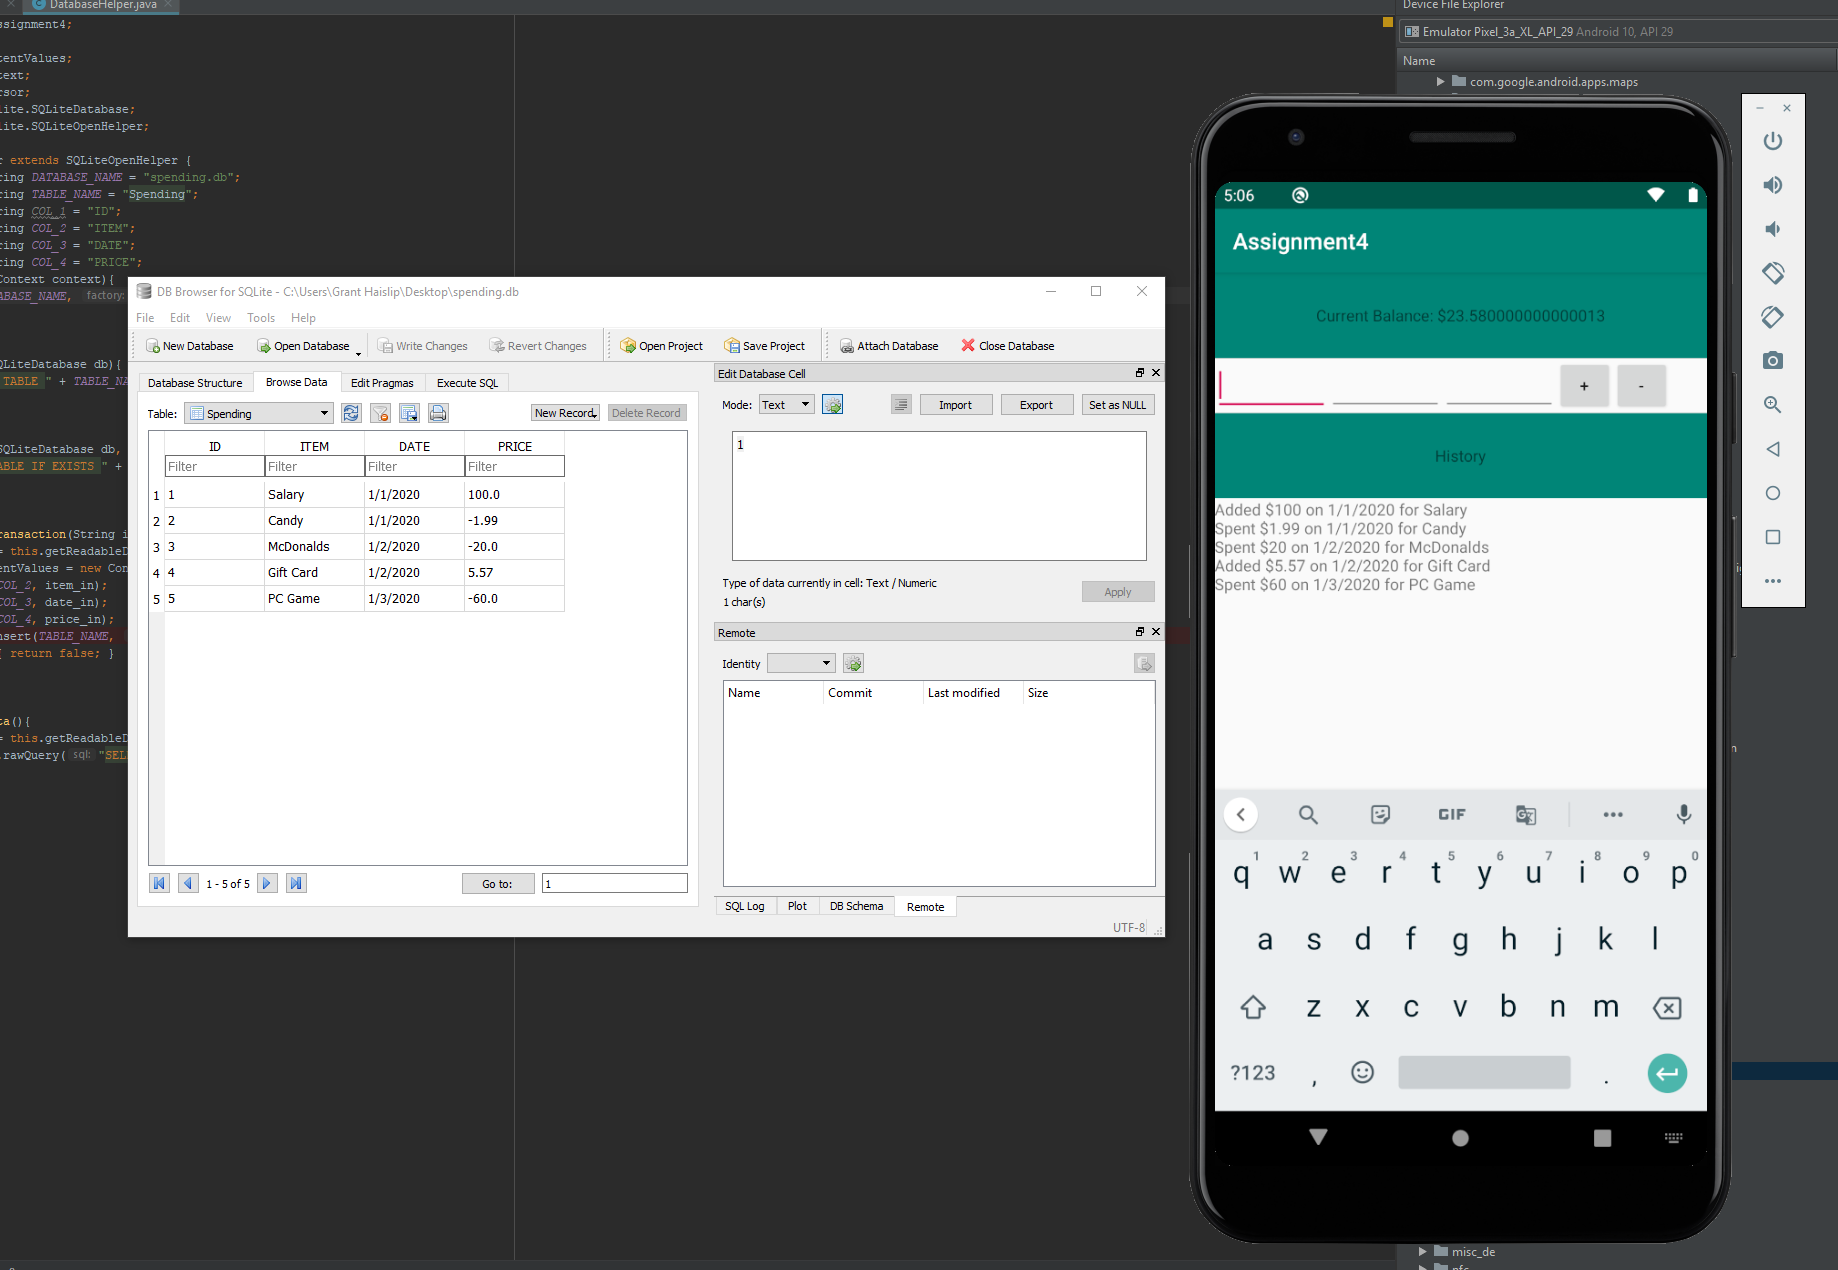 DatabaseHelper.java
ssignment4;
tentValues;
text;
rsor;
lite.SQLiteDatabase;
lite.SQLiteOpenHelper;
r extends SQLiteOpenHelper {
ring DATABASE_NAME = "spending.db";
ring TABLE_NAME = "Spending";
ring COL_1 = "ID";
ring COL_2 = "ITEM";
ring COL_3 = "DATE";
ring COL_4 = "PRICE";
Context context){
ABASE_NAME, factory:
QLiteDatabase db){
TABLE " + TABLE_NA
SQLiteDatabase db,
ABLE IF EXISTS " +
ransaction(String i
= this.getReadableD
tentValues = new Con
COL_2, item_in);
COL_3, date_in);
COL_4, price_in);
nsert(TABLE_NAME,
{ return false; }
ta(){
= this.getReadableD
.rawQuery( sql: "SEL
DB Browser for SQLite - C:\Users\Grant Haislip\Desktop\spending.db
File Edit View Tools Help
New Database Open Database Write Changes Revert Changes Open Project Save Project Attach Database Close Database
Database Structure Browse Data Edit Pragmas Execute SQL
Table: Spending New Record Delete Record
ID ITEM DATE PRICE
Filter Filter Filter Filter
1 1 Salary 1/1/2020 100.0
2 2 Candy 1/1/2020 -1.99
3 3 McDonalds 1/2/2020 -20.0
4 4 Gift Card 1/2/2020 5.57
5 5 PC Game 1/3/2020 -60.0
1 - 5 of 5 Go to: 1
Edit Database Cell
Mode: Text Import Export Set as NULL
1
Type of data currently in cell: Text / Numeric
1 char(s)
Apply
Remote
Identity
Name Commit Last modified Size
SQL Log Plot DB Schema Remote
UTF-8
Device File Explorer
Emulator Pixel_3a_XL_API_29 Android 10, API 29
Name
com.google.android.apps.maps
5:06
Assignment4
Current Balance: $23.580000000000013
+ -
History
Added $100 on 1/1/2020 for Salary
Spent $1.99 on 1/1/2020 for Candy
Spent $20 on 1/2/2020 for McDonalds
Added $5.57 on 1/2/2020 for Gift Card
Spent $60 on 1/3/2020 for PC Game
GIF
1 2 3 4 5 6 7 8 9 0
q w e r t y u i o p
a s d f g h j k l
z x c v b n m
?123 , .
misc_de